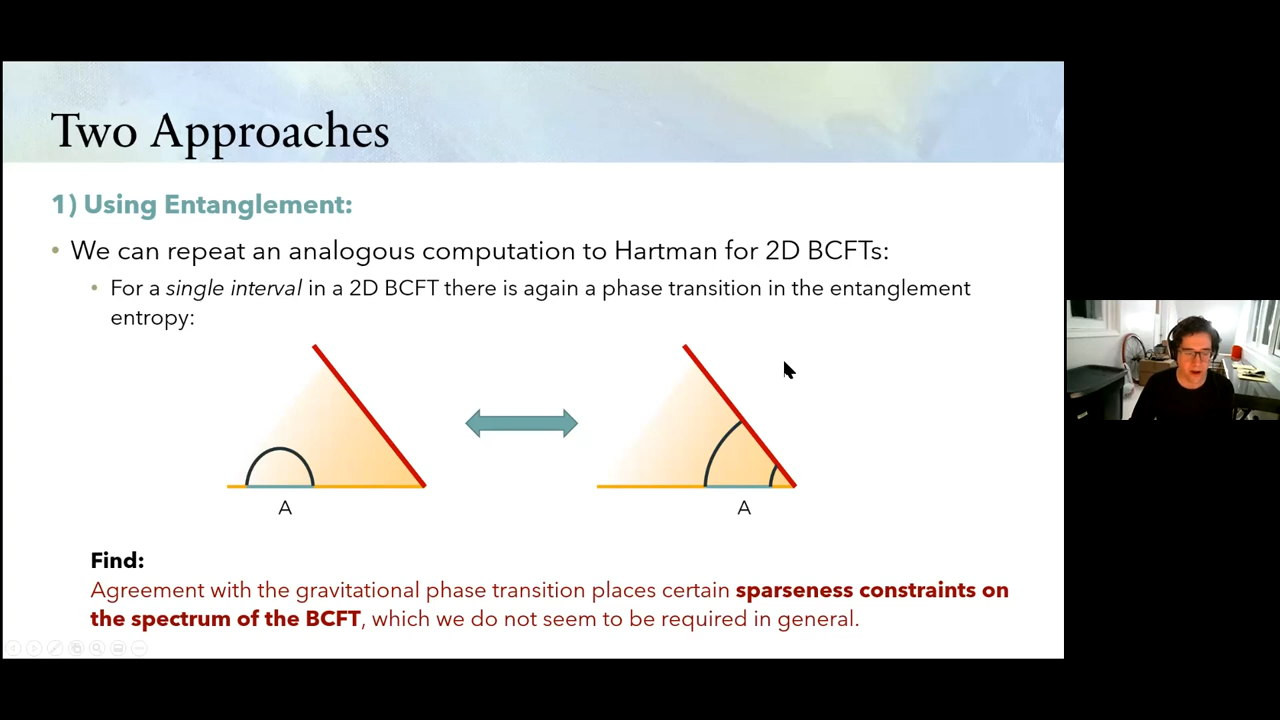 Two Approaches
1) Using Entanglement:
• We can repeat an analogous computation to Hartman for 2D BCFTs:
• For a single interval in a 2D BCFT there is again a phase transition in the entanglement
entropy:
A
A
Find:
Agreement with the gravitational phase transition places certain sparseness constraints on
the spectrum of the BCFT, which we do not seem to be required in general.